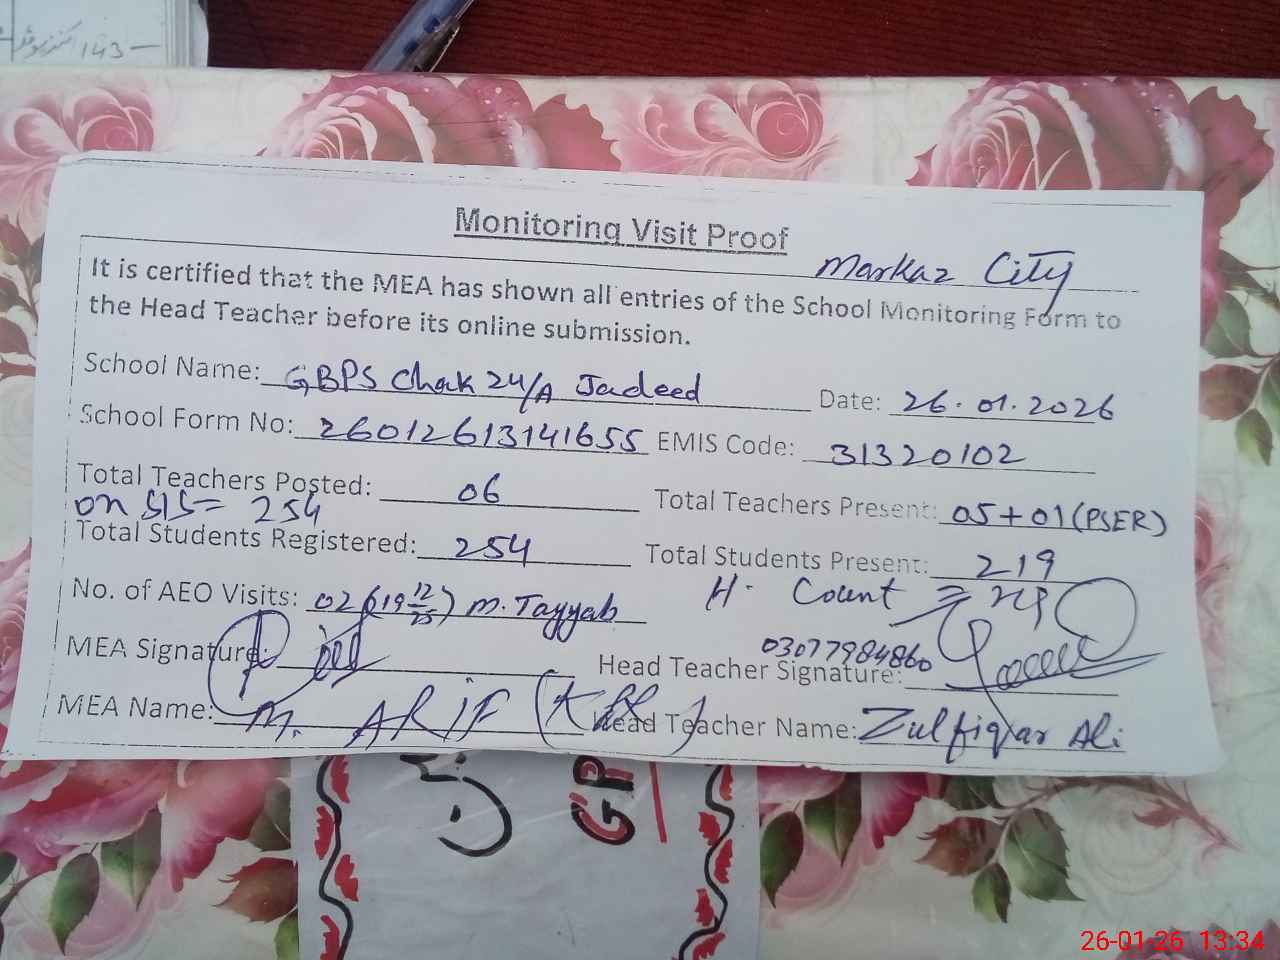 143-
Monitoring Visit Proof
Markaz City
It is certified that the MEA has shown all entries of the School Monitoring Form to
the Head Teacher before its online submission.
School Name: GBPS Chak 24/A Jadeed Date: 26.01.2026
School Form No: 26012613141655 EMIS Code: 31320102
Total Teachers Posted: 06 Total Teachers Present: 05+01(PSER)
on SIS= 254
Total Students Registered: 254 Total Students Present: 219
No. of AEO Visits: 02 (19 12/25) M. Tayyab H. Count = 219
03077984860
MEA Signature: Head Teacher Signature:
MEA Name: M. ARIF Head Teacher Name: Zulfiqar Ali
GP
26-01-26 13:34